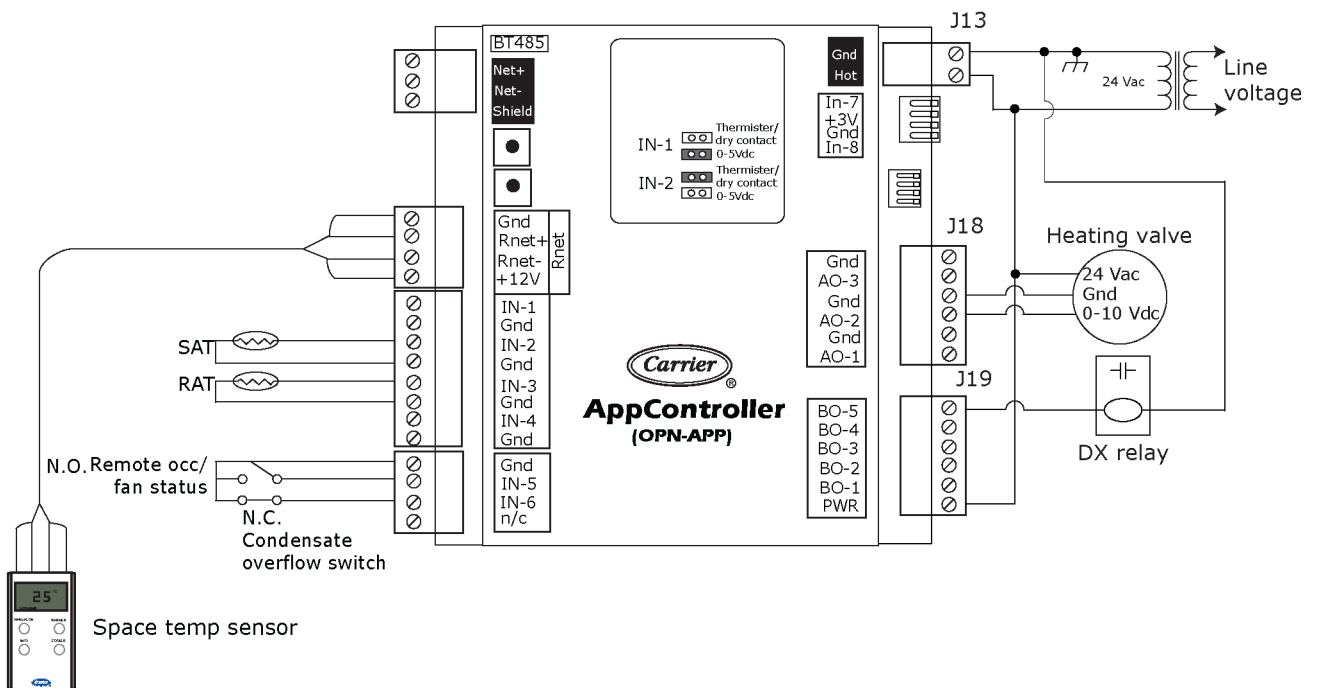 J13
BT485
Net+
Net-
Shield
Gnd
Hot
In-7
+3V
Gnd
In-8
24 Vac
Line
voltage
IN-1
Thermister/
dry contact
0-5Vdc
IN-2
Thermister/
dry contact
0-5Vdc
Gnd
Rnet+
Rnet-
+12V
Rnet
IN-1
Gnd
IN-2
Gnd
IN-3
Gnd
IN-4
Gnd
Gnd
IN-5
IN-6
n/c
SAT
RAT
N.O. Remote occ/
fan status
N.C.
Condensate
overflow switch
Carrier
®
AppController
(OPN-APP)
J18
Gnd
AO-3
Gnd
AO-2
Gnd
AO-1
Heating valve
24 Vac
Gnd
0-10 Vdc
J19
BO-5
BO-4
BO-3
BO-2
BO-1
PWR
DX relay
25°
INFO
Space temp sensor